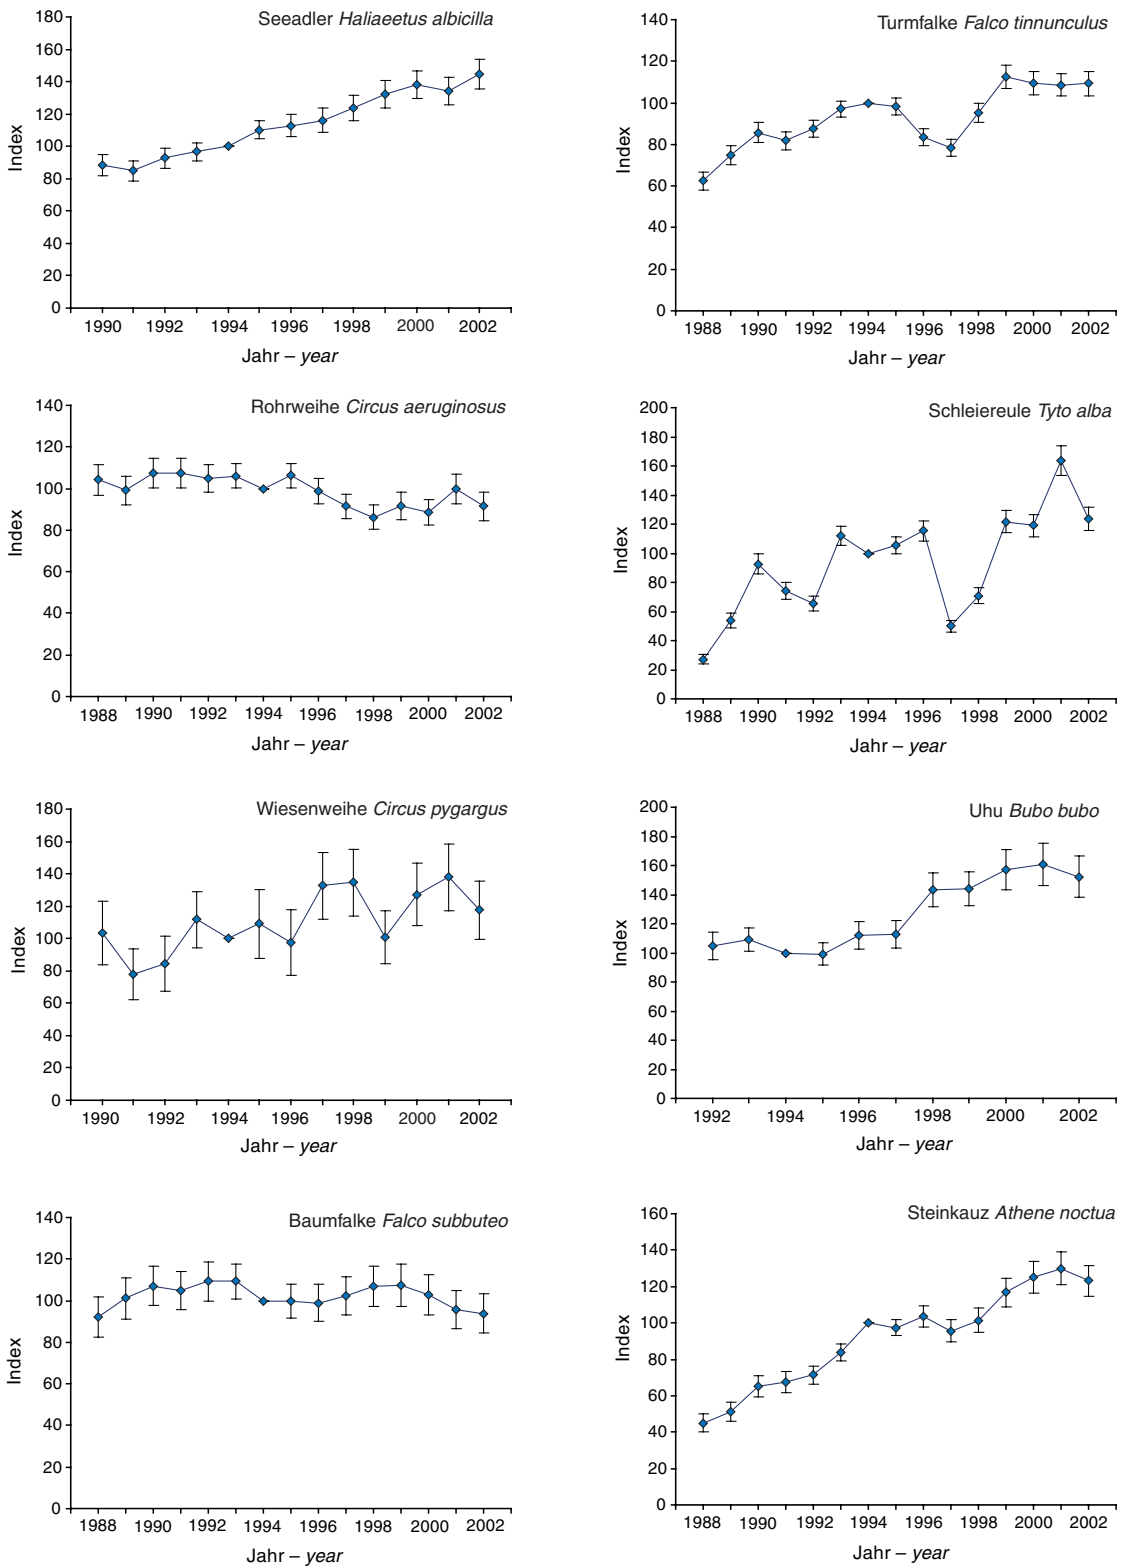 Seeadler Haliaeetus albicilla
180
160
140
120
100
80
60
40
20
0
Index
1990 1992 1994 1996 1998 2000 2002
Jahr – year
Turmfalke Falco tinnunculus
140
120
100
80
60
40
20
0
Index
1988 1990 1992 1994 1996 1998 2000 2002
Jahr – year
Rohrweihe Circus aeruginosus
140
120
100
80
60
40
20
0
Index
1988 1990 1992 1994 1996 1998 2000 2002
Jahr – year
Schleiereule Tyto alba
200
180
160
140
120
100
80
60
40
20
0
Index
1988 1990 1992 1994 1996 1998 2000 2002
Jahr – year
Wiesenweihe Circus pygargus
180
160
140
120
100
80
60
40
20
0
Index
1990 1992 1994 1996 1998 2000 2002
Jahr – year
Uhu Bubo bubo
200
180
160
140
120
100
80
60
40
20
0
Index
1992 1994 1996 1998 2000 2002
Jahr – year
Baumfalke Falco subbuteo
140
120
100
80
60
40
20
0
Index
1988 1990 1992 1994 1996 1998 2000 2002
Jahr – year
Steinkauz Athene noctua
160
140
120
100
80
60
40
20
0
Index
1988 1990 1992 1994 1996 1998 2000 2002
Jahr – year